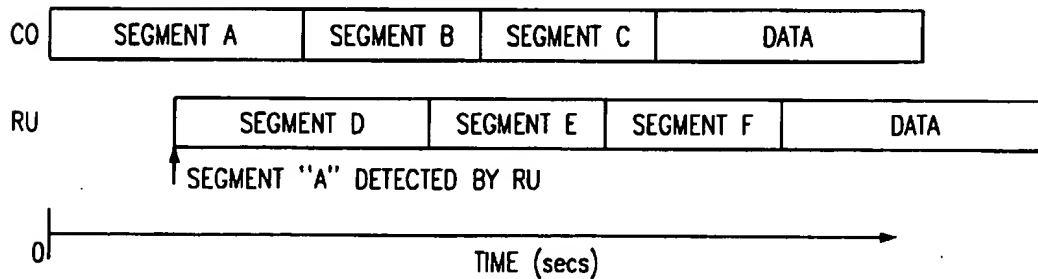 CO SEGMENT A SEGMENT B SEGMENT C DATA
RU SEGMENT D SEGMENT E SEGMENT F DATA
SEGMENT "A" DETECTED BY RU
0
TIME (secs)